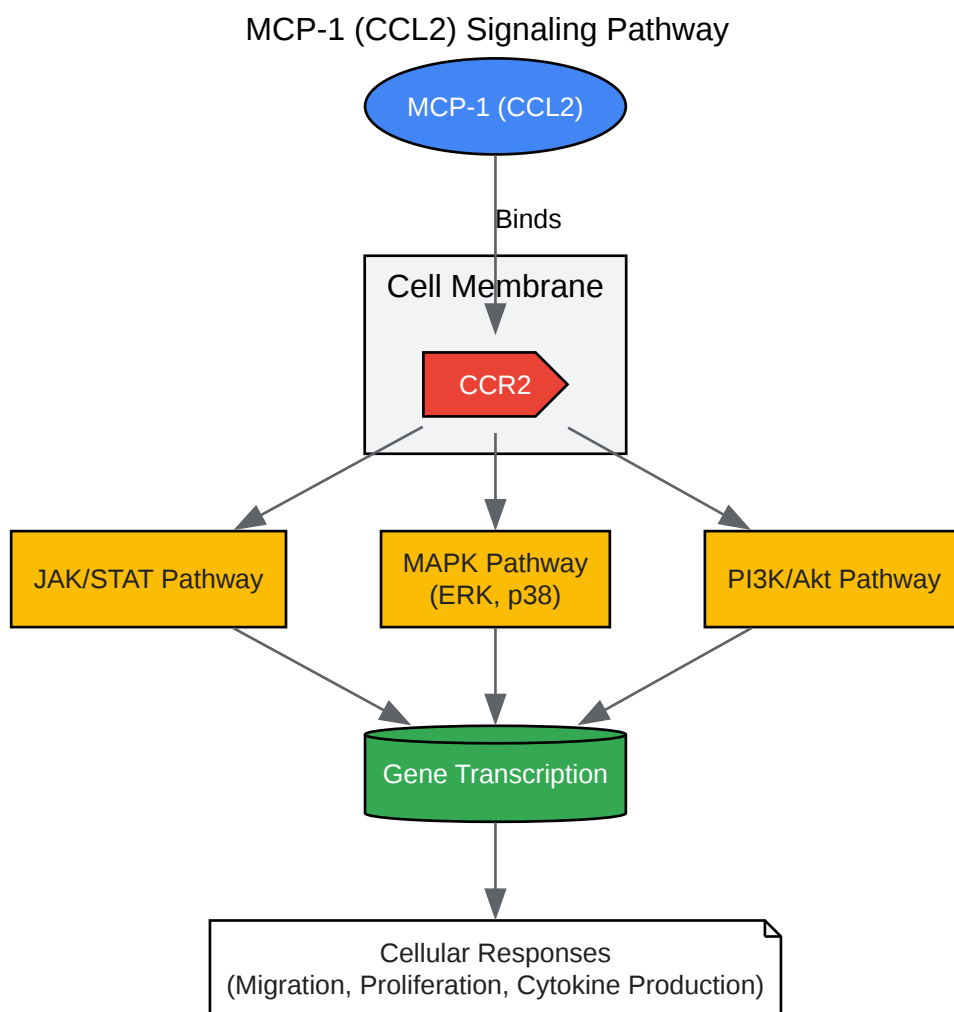 MCP-1 (CCL2) Signaling Pathway
MCP-1 (CCL2)
Binds
Cell Membrane
CCR2
JAK/STAT Pathway
MAPK Pathway
(ERK, p38)
PI3K/Akt Pathway
Gene Transcription
Cellular Responses
(Migration, Proliferation, Cytokine Production)